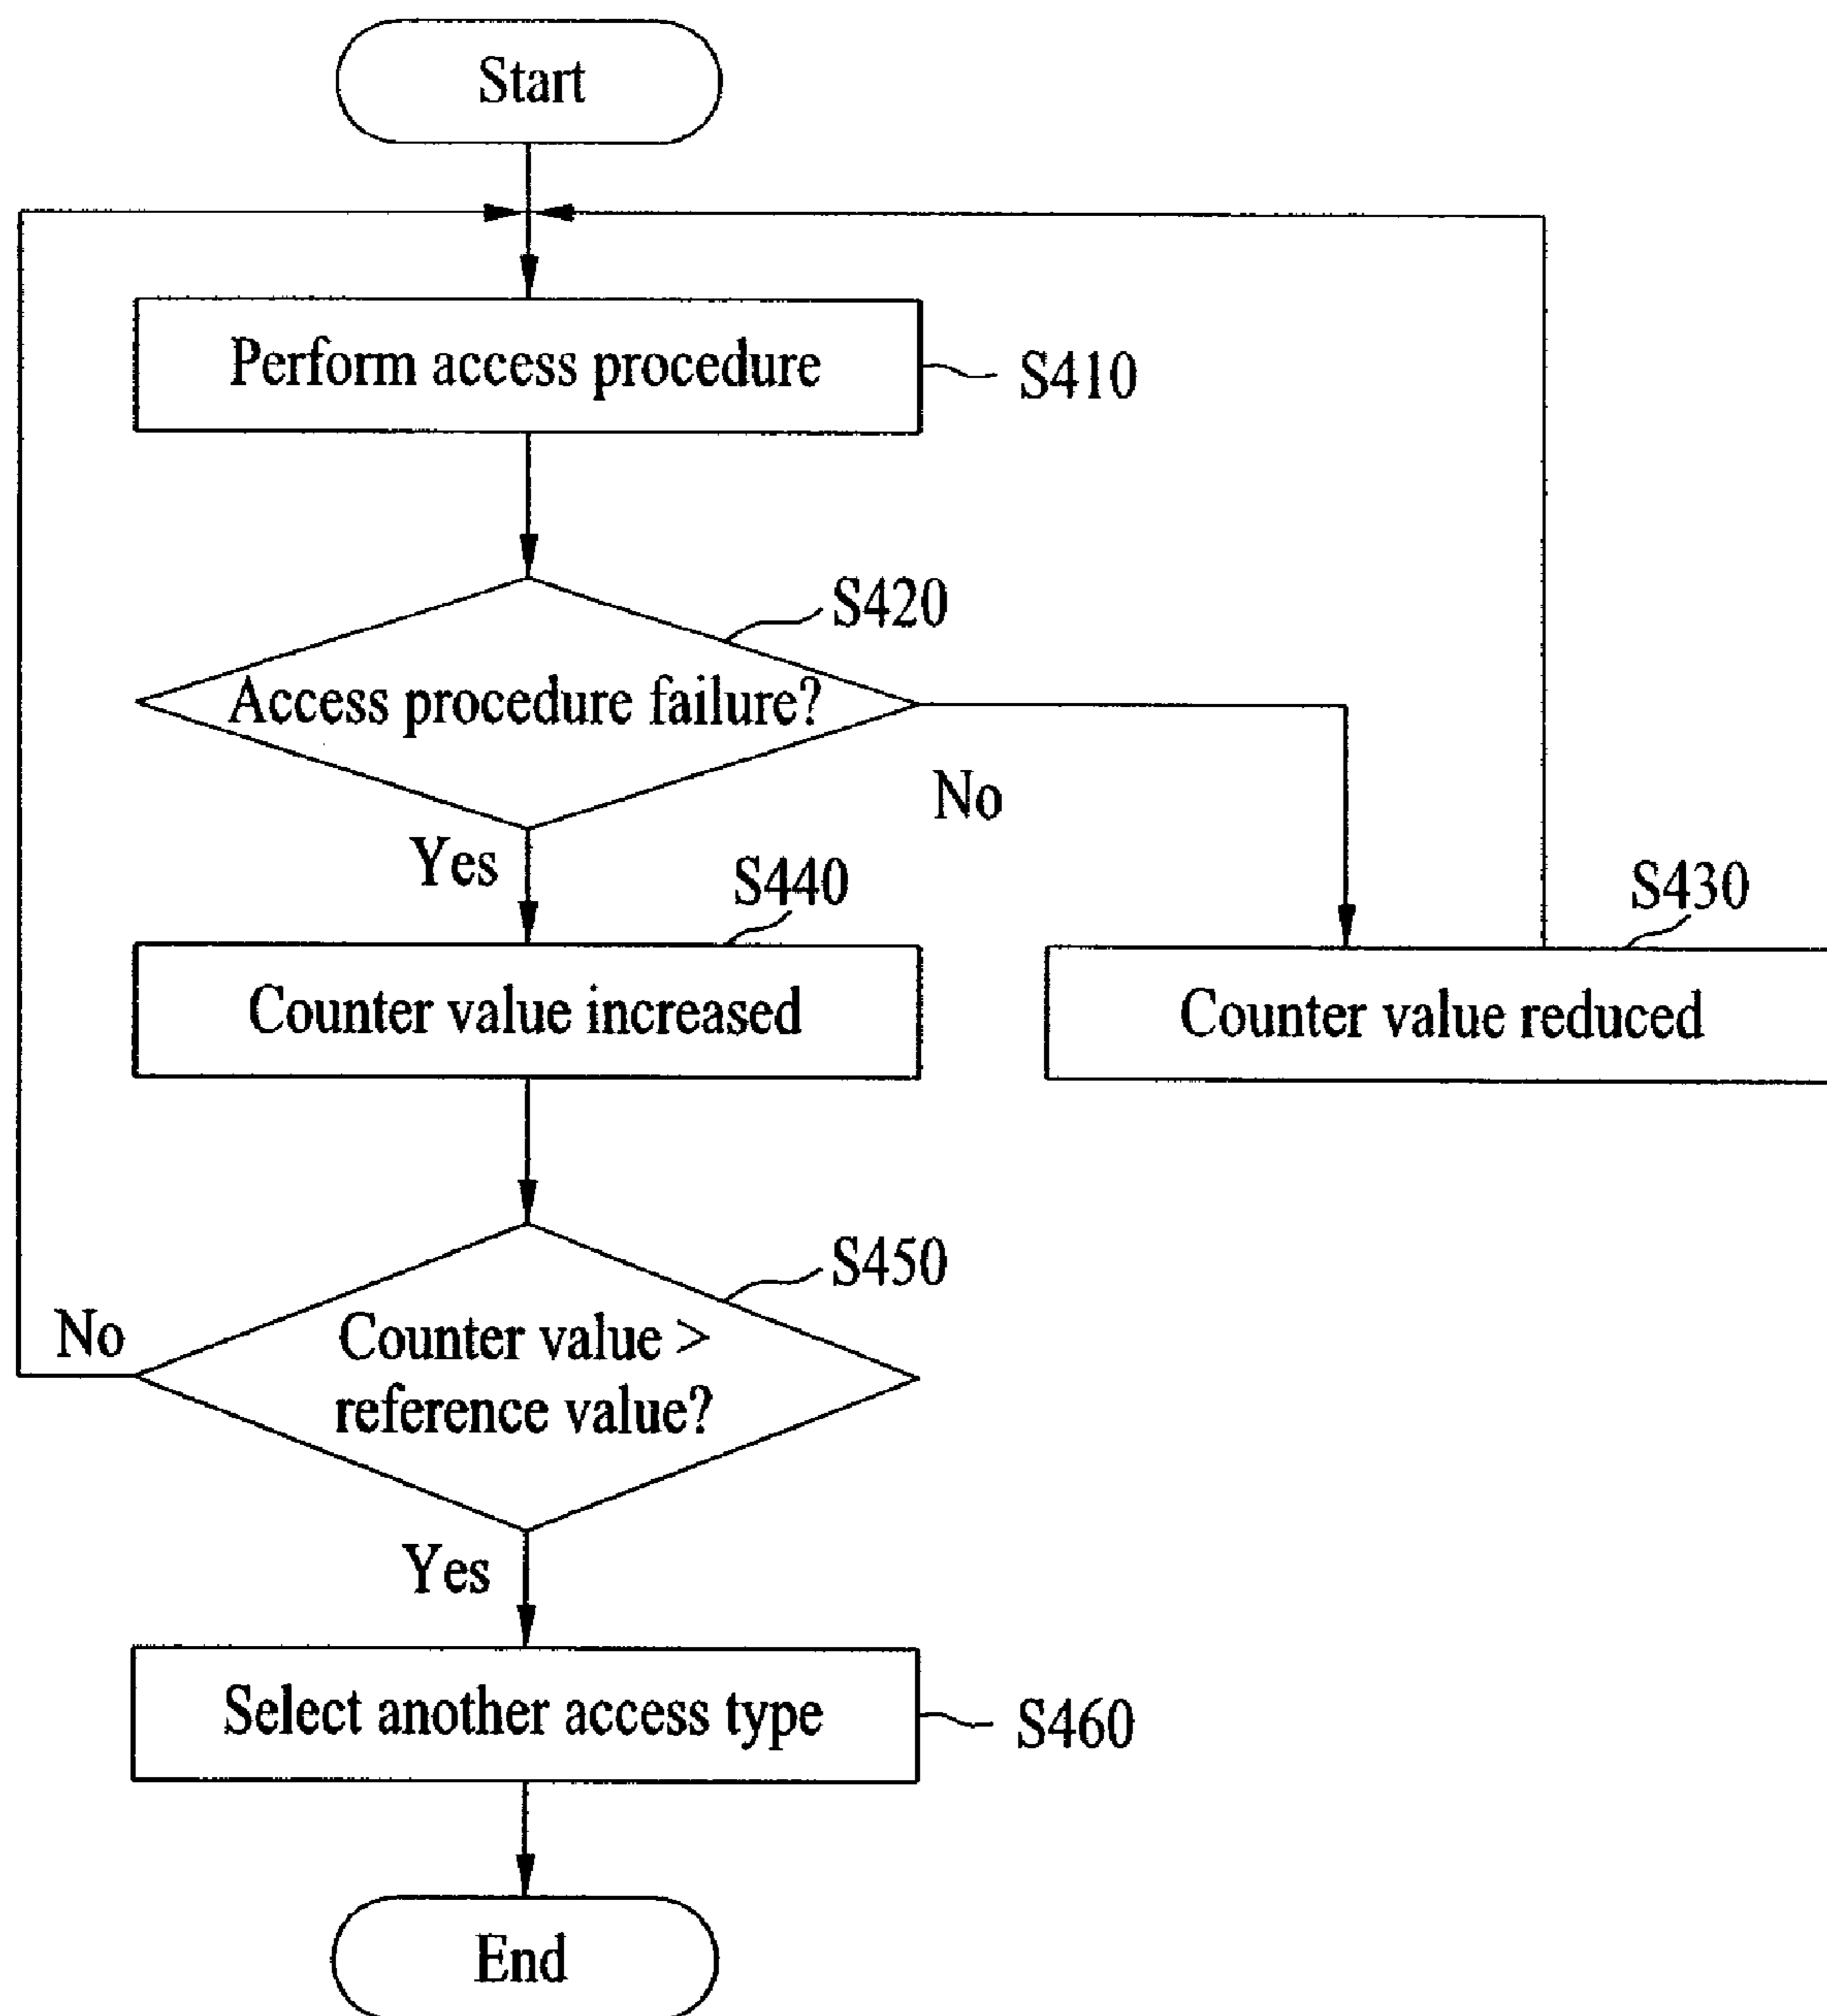 Start
Perform access procedure
S410
S420
Access procedure failure?
No
Yes
S440
S430
Counter value increased
Counter value reduced
S450
No
Counter value >
reference value?
Yes
Select another access type
S460
End